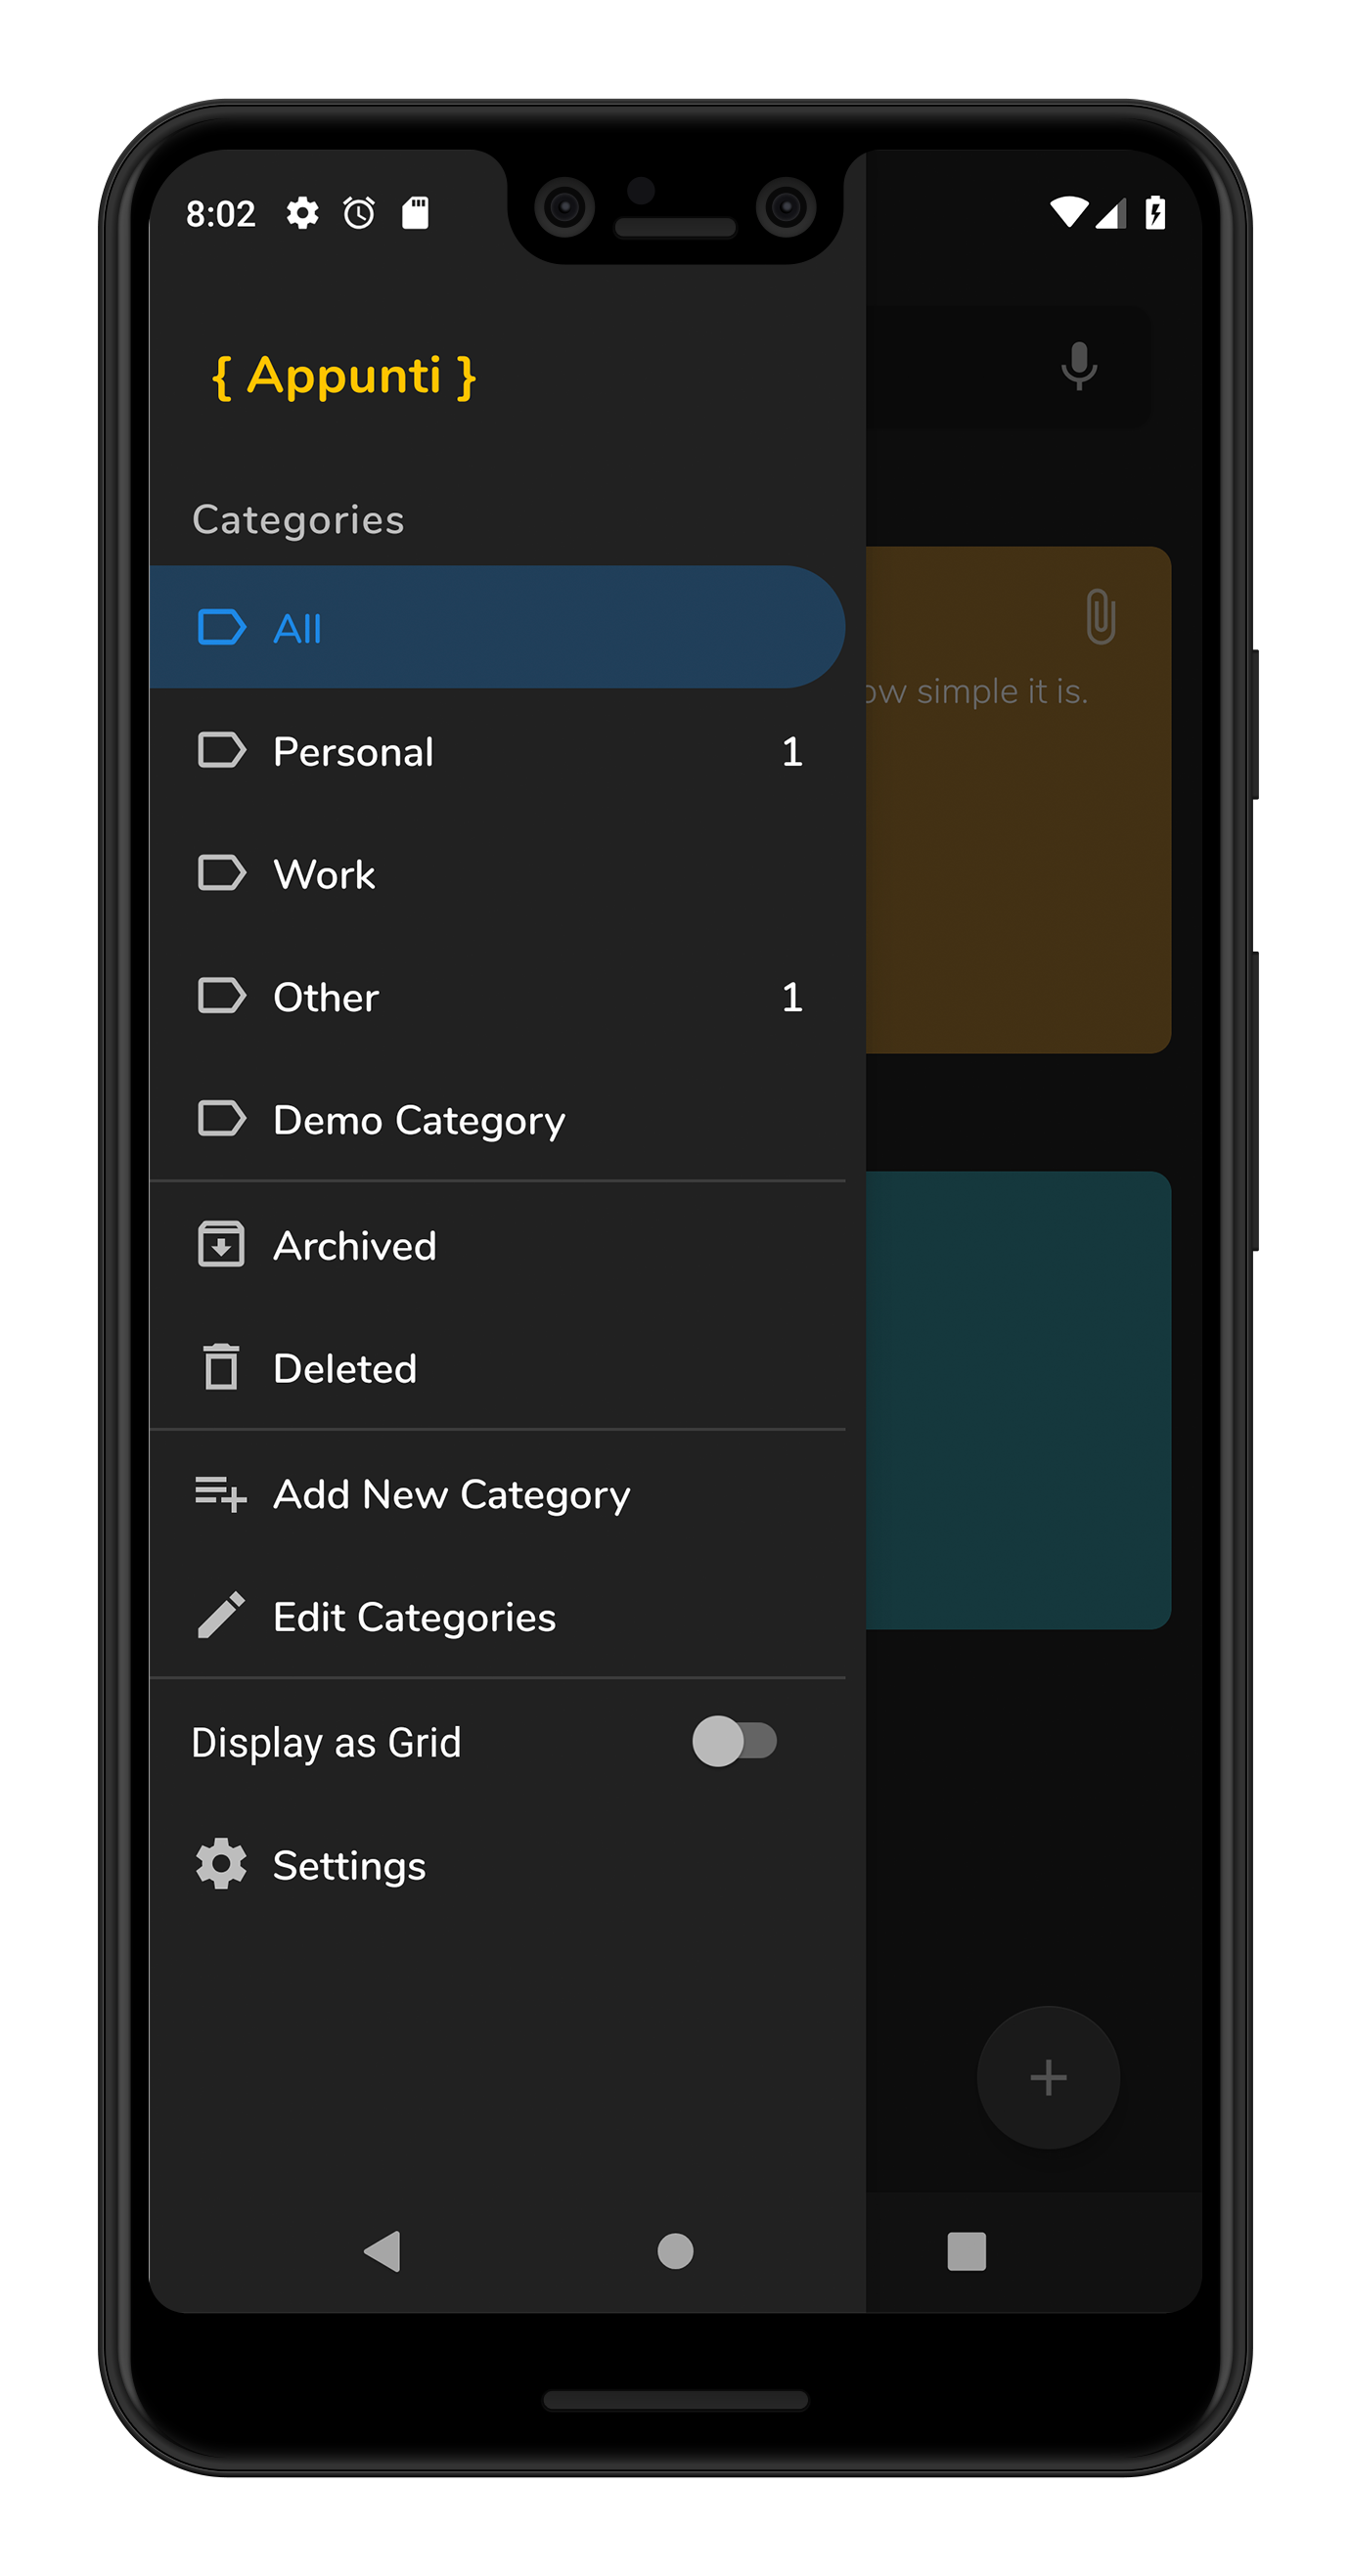 8:02
{ Appunti }
Categories
All
ow simple it is.
Personal 1
Work
Other 1
Demo Category
Archived
Deleted
Add New Category
Edit Categories
Display as Grid
Settings